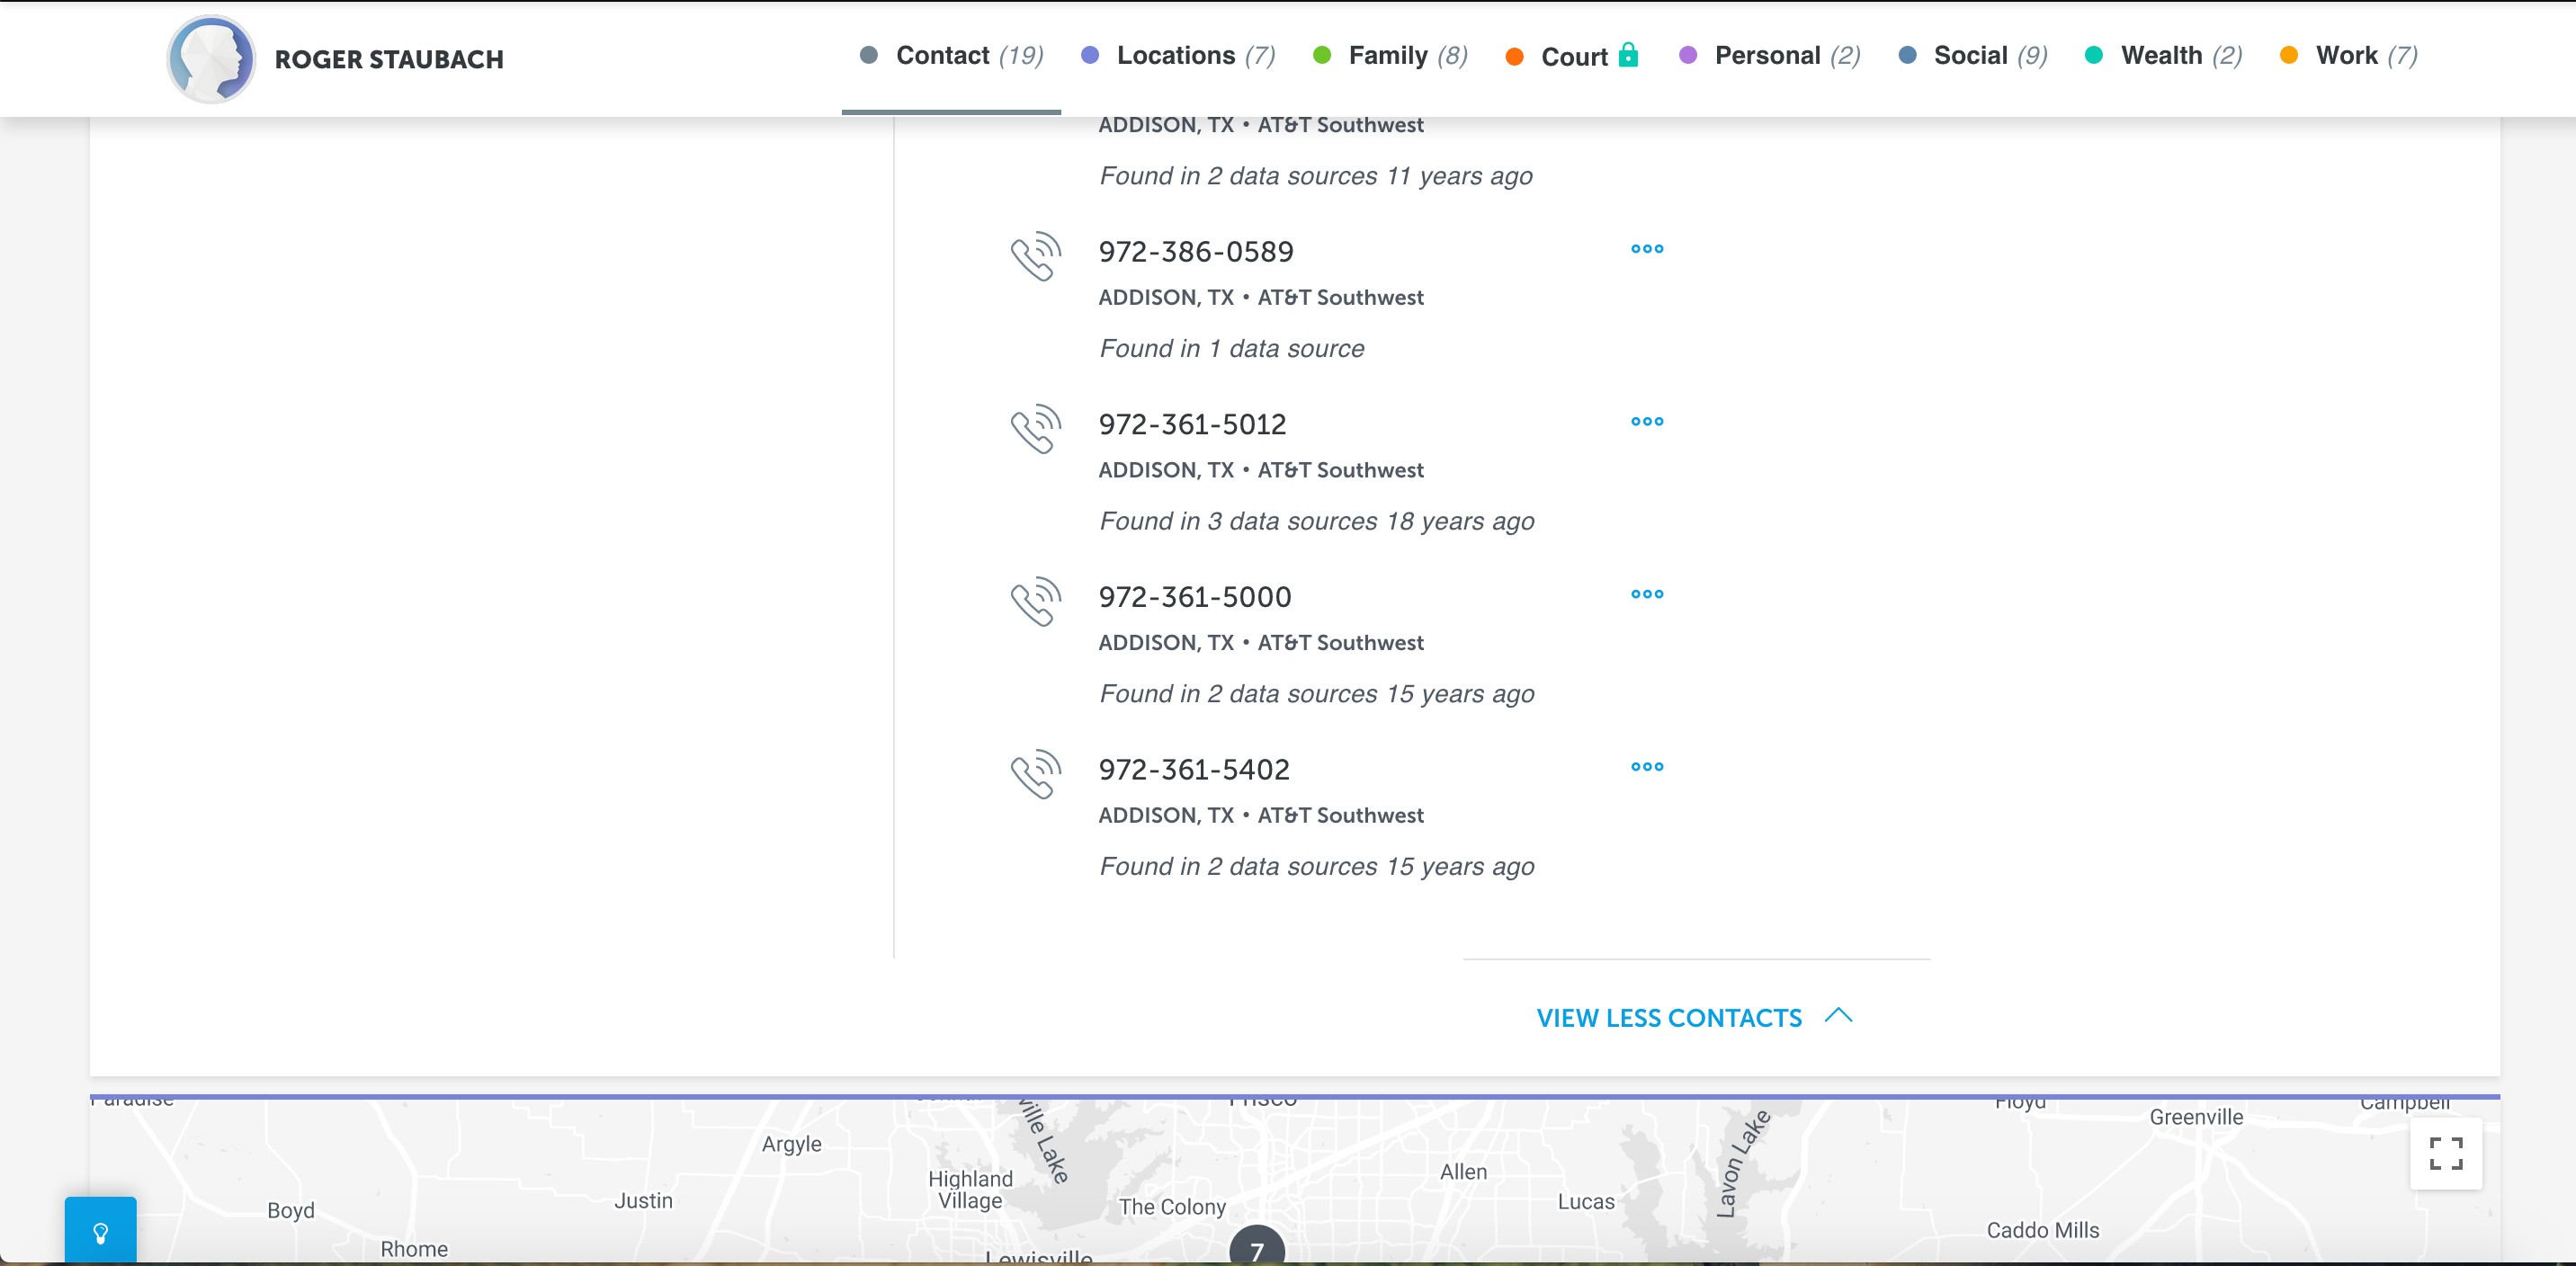 ROGER STAUBACH
Contact (19) Locations (7) Family (8) Court Personal (2) Social (9) Wealth (2) Work (7)
ADDISON, TX • AT&T Southwest
Found in 2 data sources 11 years ago
972-386-0589
ADDISON, TX • AT&T Southwest
Found in 1 data source
972-361-5012
ADDISON, TX • AT&T Southwest
Found in 3 data sources 18 years ago
972-361-5000
ADDISON, TX • AT&T Southwest
Found in 2 data sources 15 years ago
972-361-5402
ADDISON, TX • AT&T Southwest
Found in 2 data sources 15 years ago
VIEW LESS CONTACTS
Paradise
Frisco
Floyd
Campbell
Greenville
Argyle
ville Lake
Lavon Lake
Allen
Highland
Village
Justin
The Colony
Lucas
Boyd
Caddo Mills
Rhome
Lewisville
7